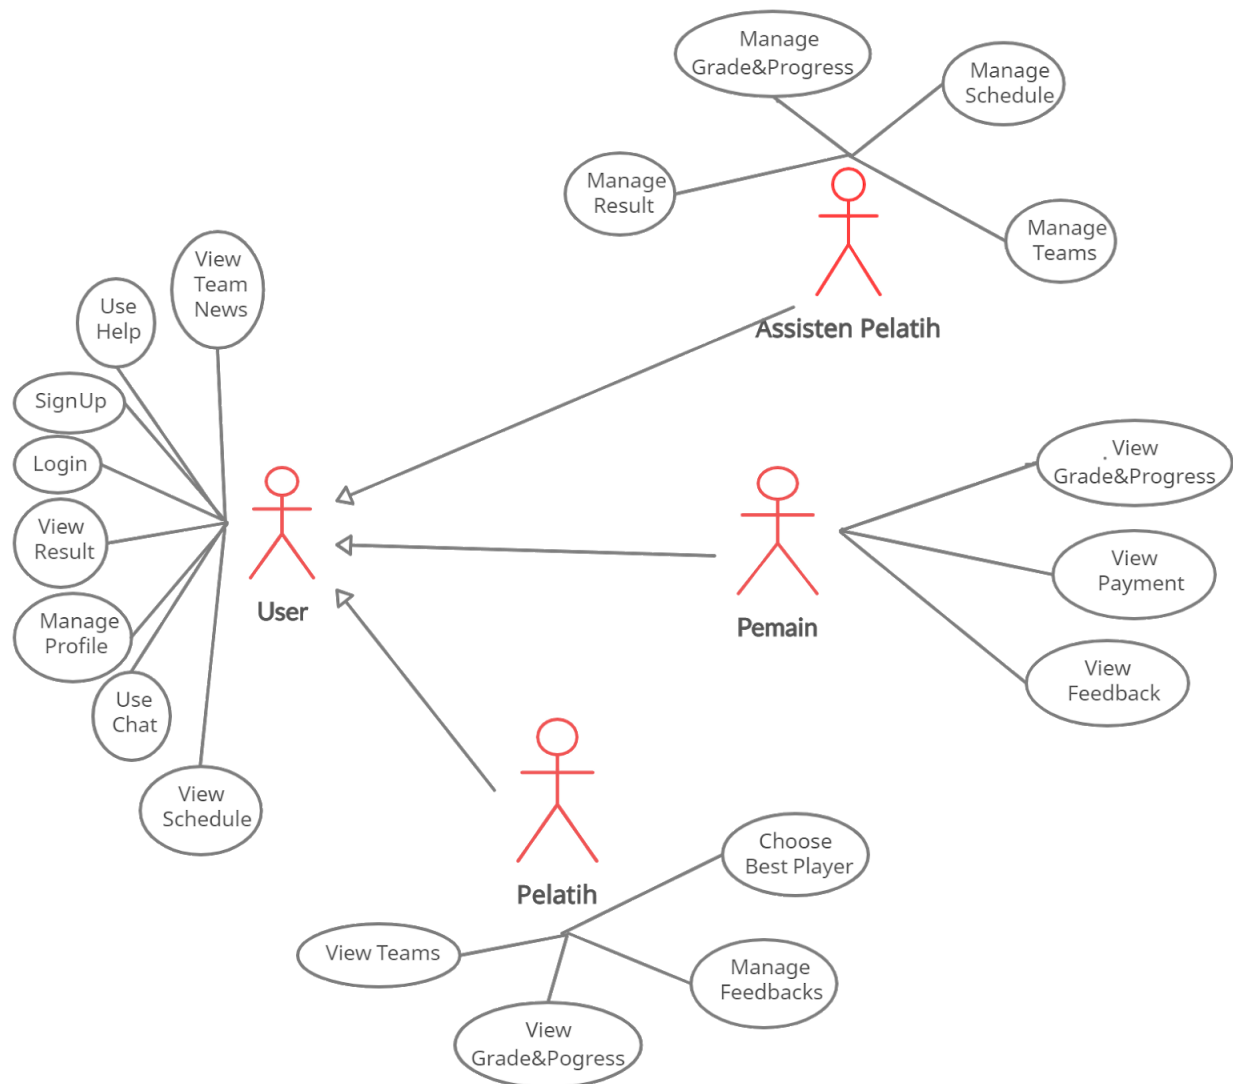 Manage
Grade&Progress
Manage
Schedule
Manage
Result
Manage
Teams
Assisten Pelatih
View
Team
News
Use
Help
SignUp
Login
View
Result
Manage
Profile
Use
Chat
View
Schedule
User
View
Grade&Progress
View
Payment
View
Feedback
Pemain
Pelatih
Choose
Best Player
View Teams
Manage
Feedbacks
View
Grade&Pogress